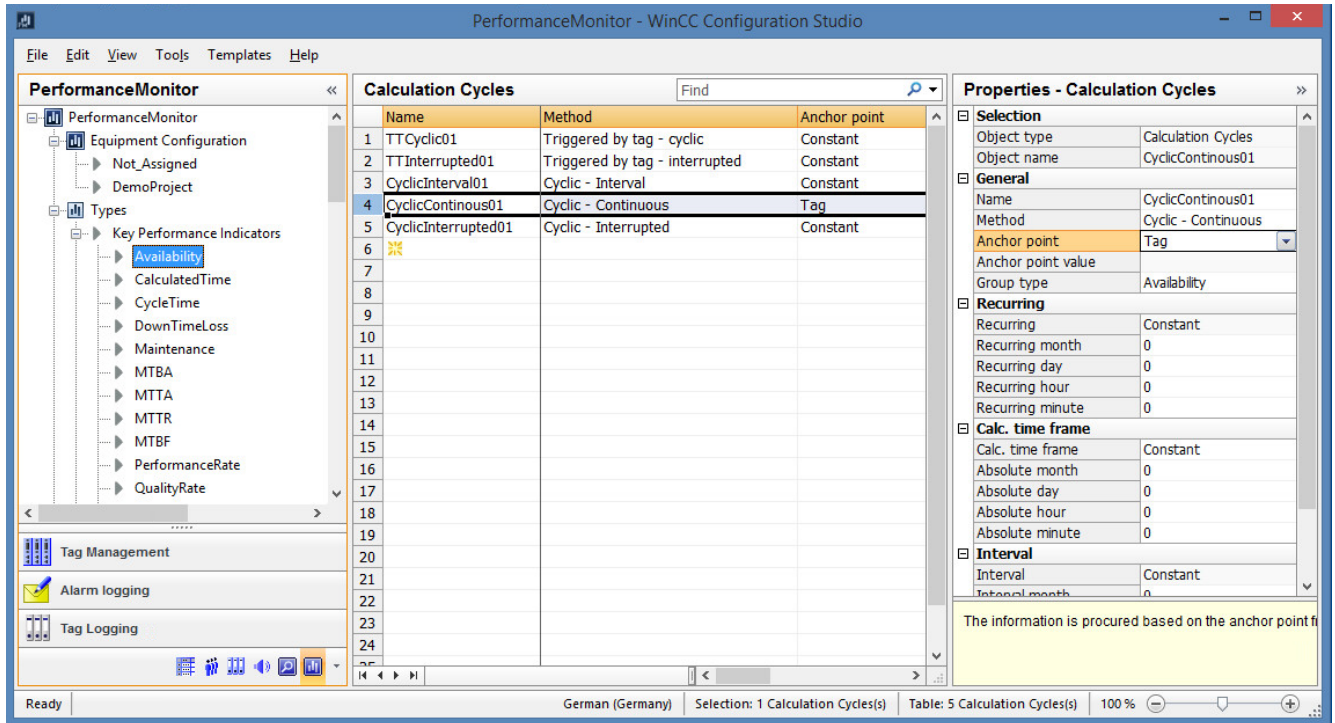 PerformanceMonitor - WinCC Configuration Studio
File Edit View Tools Templates Help
PerformanceMonitor «
PerformanceMonitor
Equipment Configuration
Not_Assigned
DemoProject
Types
Key Performance Indicators
Availability
CalculatedTime
CycleTime
DownTimeLoss
Maintenance
MTBA
MTTA
MTTR
MTBF
PerformanceRate
QualityRate
Tag Management
Alarm logging
Tag Logging
Calculation Cycles Find
Name Method Anchor point
1 TTCyclic01 Triggered by tag - cyclic Constant
2 TTInterrupted01 Triggered by tag - interrupted Constant
3 CyclicInterval01 Cyclic - Interval Constant
4 CyclicContinous01 Cyclic - Continuous Tag
5 CyclicInterrupted01 Cyclic - Interrupted Constant
6
7
8
9
10
11
12
13
14
15
16
17
18
19
20
21
22
23
24
Properties - Calculation Cycles »
Selection
Object type Calculation Cycles
Object name CyclicContinous01
General
Name CyclicContinous01
Method Cyclic - Continuous
Anchor point Tag
Anchor point value
Group type Availability
Recurring
Recurring Constant
Recurring month 0
Recurring day 0
Recurring hour 0
Recurring minute 0
Calc. time frame
Calc. time frame Constant
Absolute month 0
Absolute day 0
Absolute hour 0
Absolute minute 0
Interval
Interval Constant
Interval month 0
The information is procured based on the anchor point
Ready German (Germany) Selection: 1 Calculation Cycles(s) Table: 5 Calculation Cycles(s) 100 %